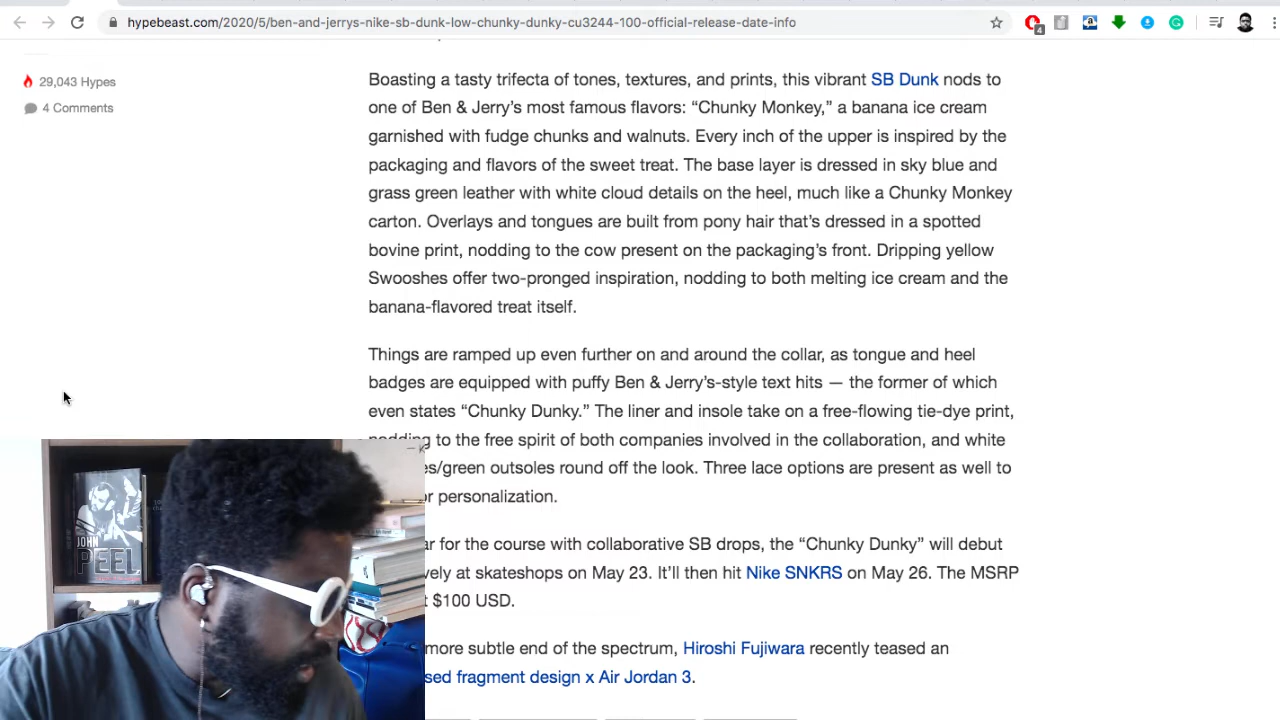 hypebeast.com/2020/5/ben-and-jerrys-nike-sb-dunk-low-chunky-dunky-cu3244-100-official-release-date-info
4
29,043 Hypes
4 Comments
Boasting a tasty trifecta of tones, textures, and prints, this vibrant SB Dunk nods to
one of Ben & Jerry’s most famous flavors: “Chunky Monkey,” a banana ice cream
garnished with fudge chunks and walnuts. Every inch of the upper is inspired by the
packaging and flavors of the sweet treat. The base layer is dressed in sky blue and
grass green leather with white cloud details on the heel, much like a Chunky Monkey
carton. Overlays and tongues are built from pony hair that’s dressed in a spotted
bovine print, nodding to the cow present on the packaging’s front. Dripping yellow
Swooshes offer two-pronged inspiration, nodding to both melting ice cream and the
banana-flavored treat itself.
Things are ramped up even further on and around the collar, as tongue and heel
badges are equipped with puffy Ben & Jerry’s-style text hits — the former of which
even states “Chunky Dunky.” The liner and insole take on a free-flowing tie-dye print,
nodding to the free spirit of both companies involved in the collaboration, and white
es/green outsoles round off the look. Three lace options are present as well to
r personalization.
ar for the course with collaborative SB drops, the “Chunky Dunky” will debut
vely at skateshops on May 23. It’ll then hit Nike SNKRS on May 26. The MSRP
t $100 USD.
more subtle end of the spectrum, Hiroshi Fujiwara recently teased an
sed fragment design x Air Jordan 3.
JOHN
PEEL